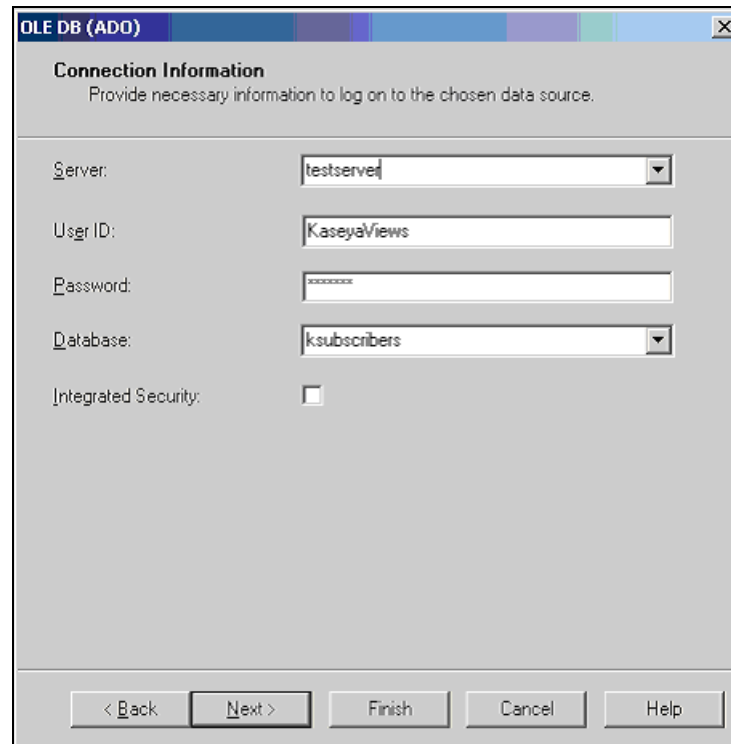 OLE DB (ADO)
Connection Information
Provide necessary information to log on to the chosen data source.
Server: testserver
User ID: KaseyaViews
Password: *******
Database: ksubscribers
Integrated Security:
< Back Next > Finish Cancel Help